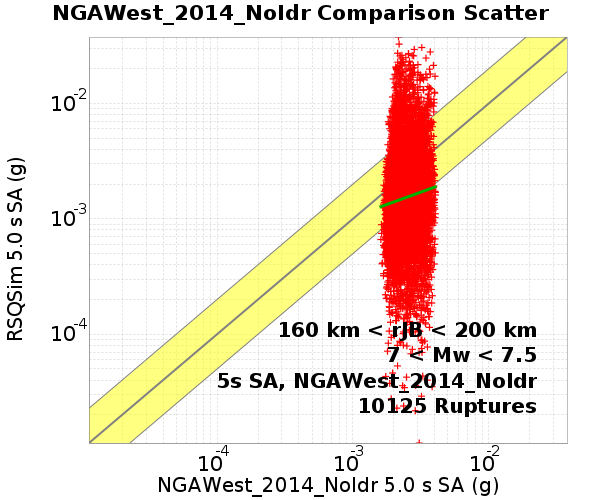 NGAWest_2014_NoIdr Comparison Scatter
RSQSim 5.0 s SA (g)
10-2
10-3
10-4
160 km < rJB < 200 km
7 < Mw < 7.5
5s SA, NGAWest_2014_NoIdr
10125 Ruptures
10-4
10-3
10-2
NGAWest_2014_NoIdr 5.0 s SA (g)